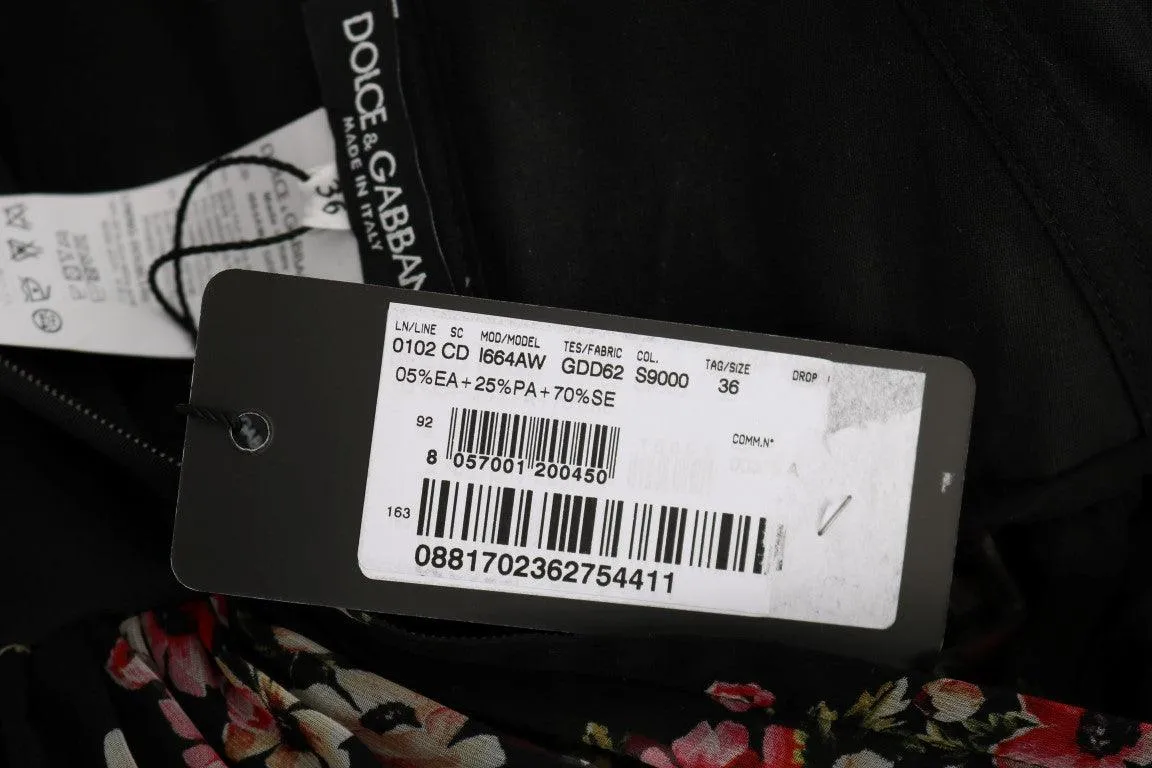 DOLCE & GABBAN
MADE IN ITALY
36
LN/LINE SC MOD/MODEL TES/FABRIC COL. TAG/SIZE DROP
0102 CD I664AW GDD62 S9000 36
05%EA+25%PA+70%SE
92
COMM.N°
8 057001 200450
163
0881702362754411